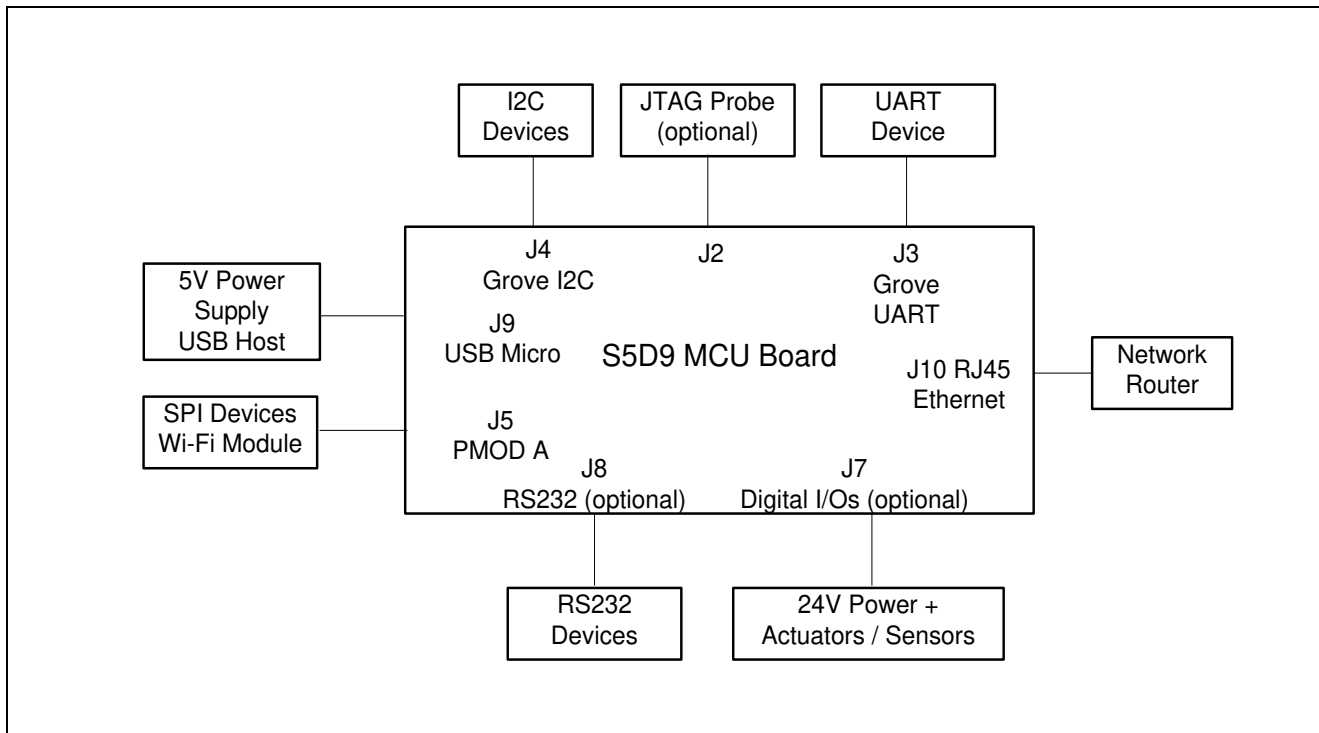 I2C
Devices
JTAG Probe
(optional)
UART
Device
J4
Grove I2C
J2
J3
Grove
UART
5V Power
Supply
USB Host
J9
USB Micro
S5D9 MCU Board
J10 RJ45
Ethernet
Network
Router
SPI Devices
Wi-Fi Module
J5
PMOD A
J8
RS232 (optional)
J7
Digital I/Os (optional)
RS232
Devices
24V Power +
Actuators / Sensors